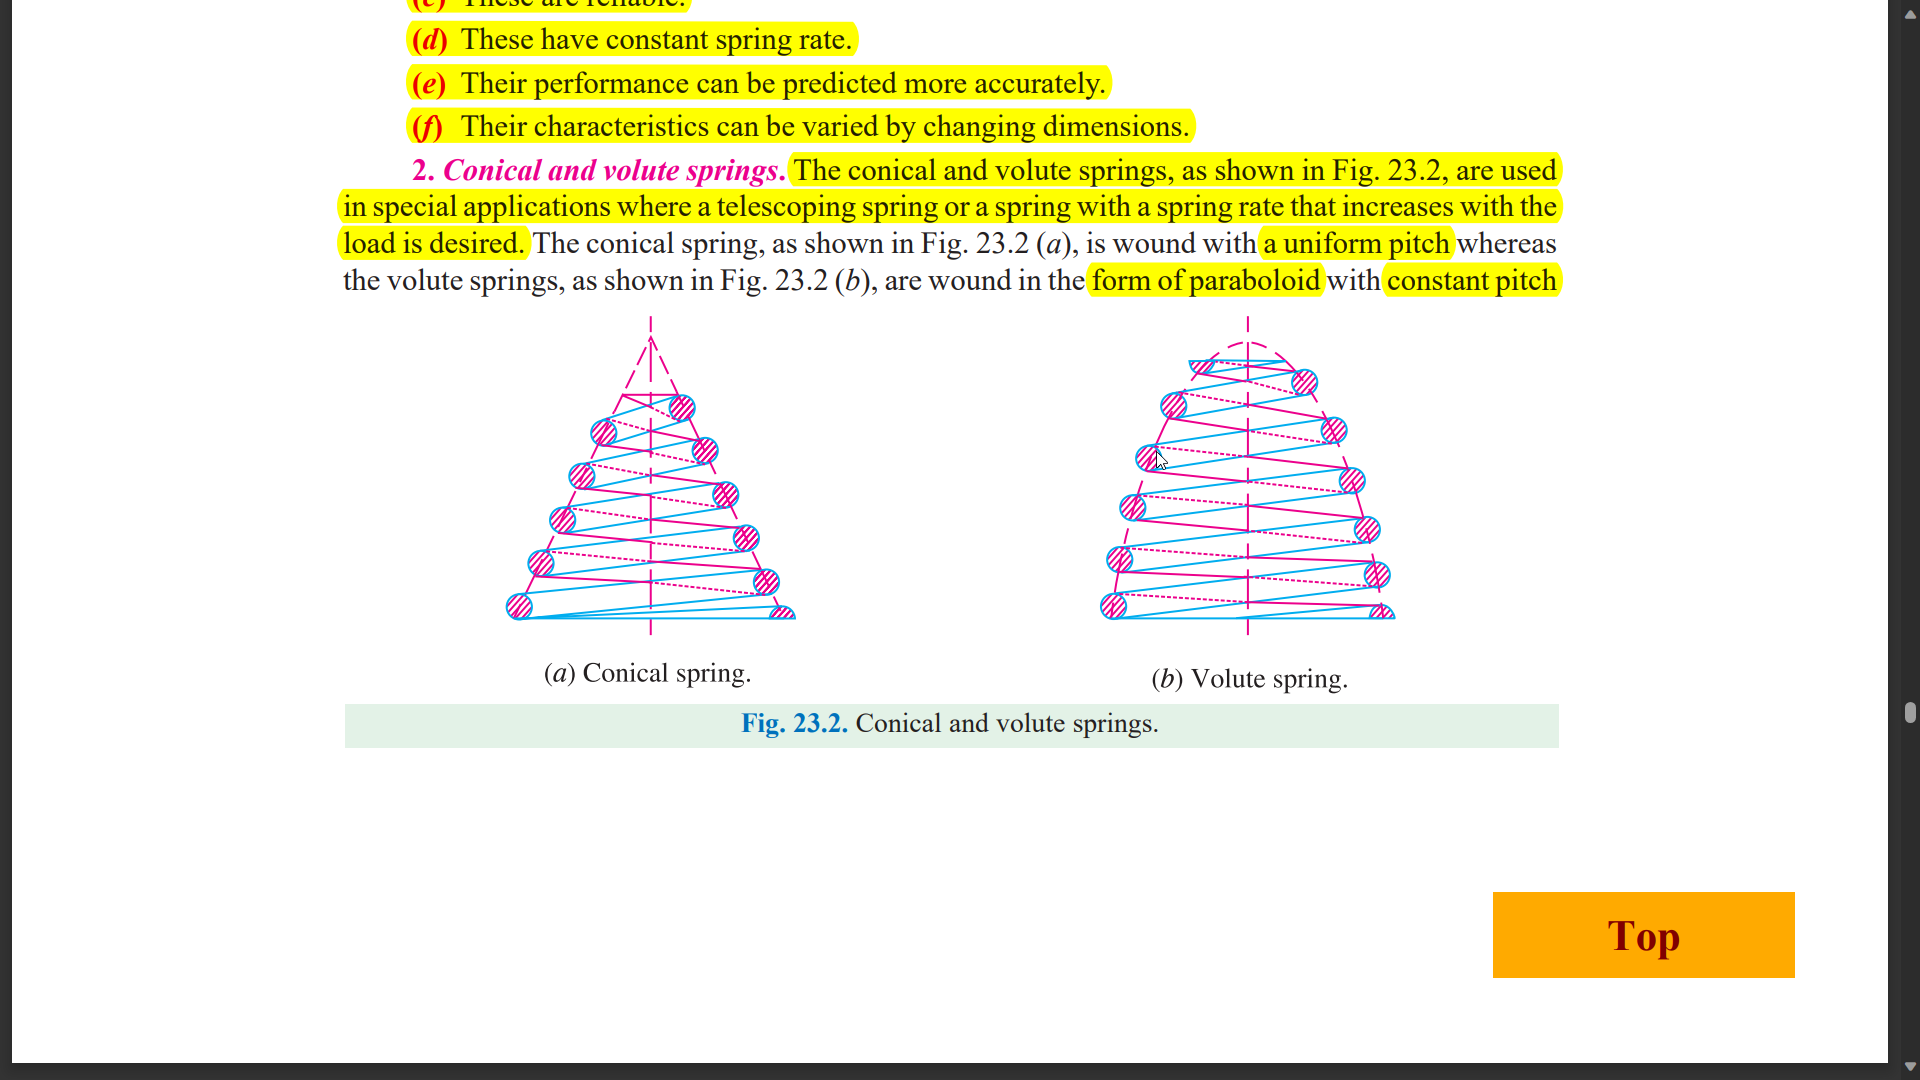 (c) These are reliable.
(d) These have constant spring rate.
(e) Their performance can be predicted more accurately.
(f) Their characteristics can be varied by changing dimensions.
2. Conical and volute springs. The conical and volute springs, as shown in Fig. 23.2, are used
in special applications where a telescoping spring or a spring with a spring rate that increases with the
load is desired. The conical spring, as shown in Fig. 23.2 (a), is wound with a uniform pitch whereas
the volute springs, as shown in Fig. 23.2 (b), are wound in the form of paraboloid with constant pitch
(a) Conical spring.
(b) Volute spring.
Fig. 23.2. Conical and volute springs.
Top